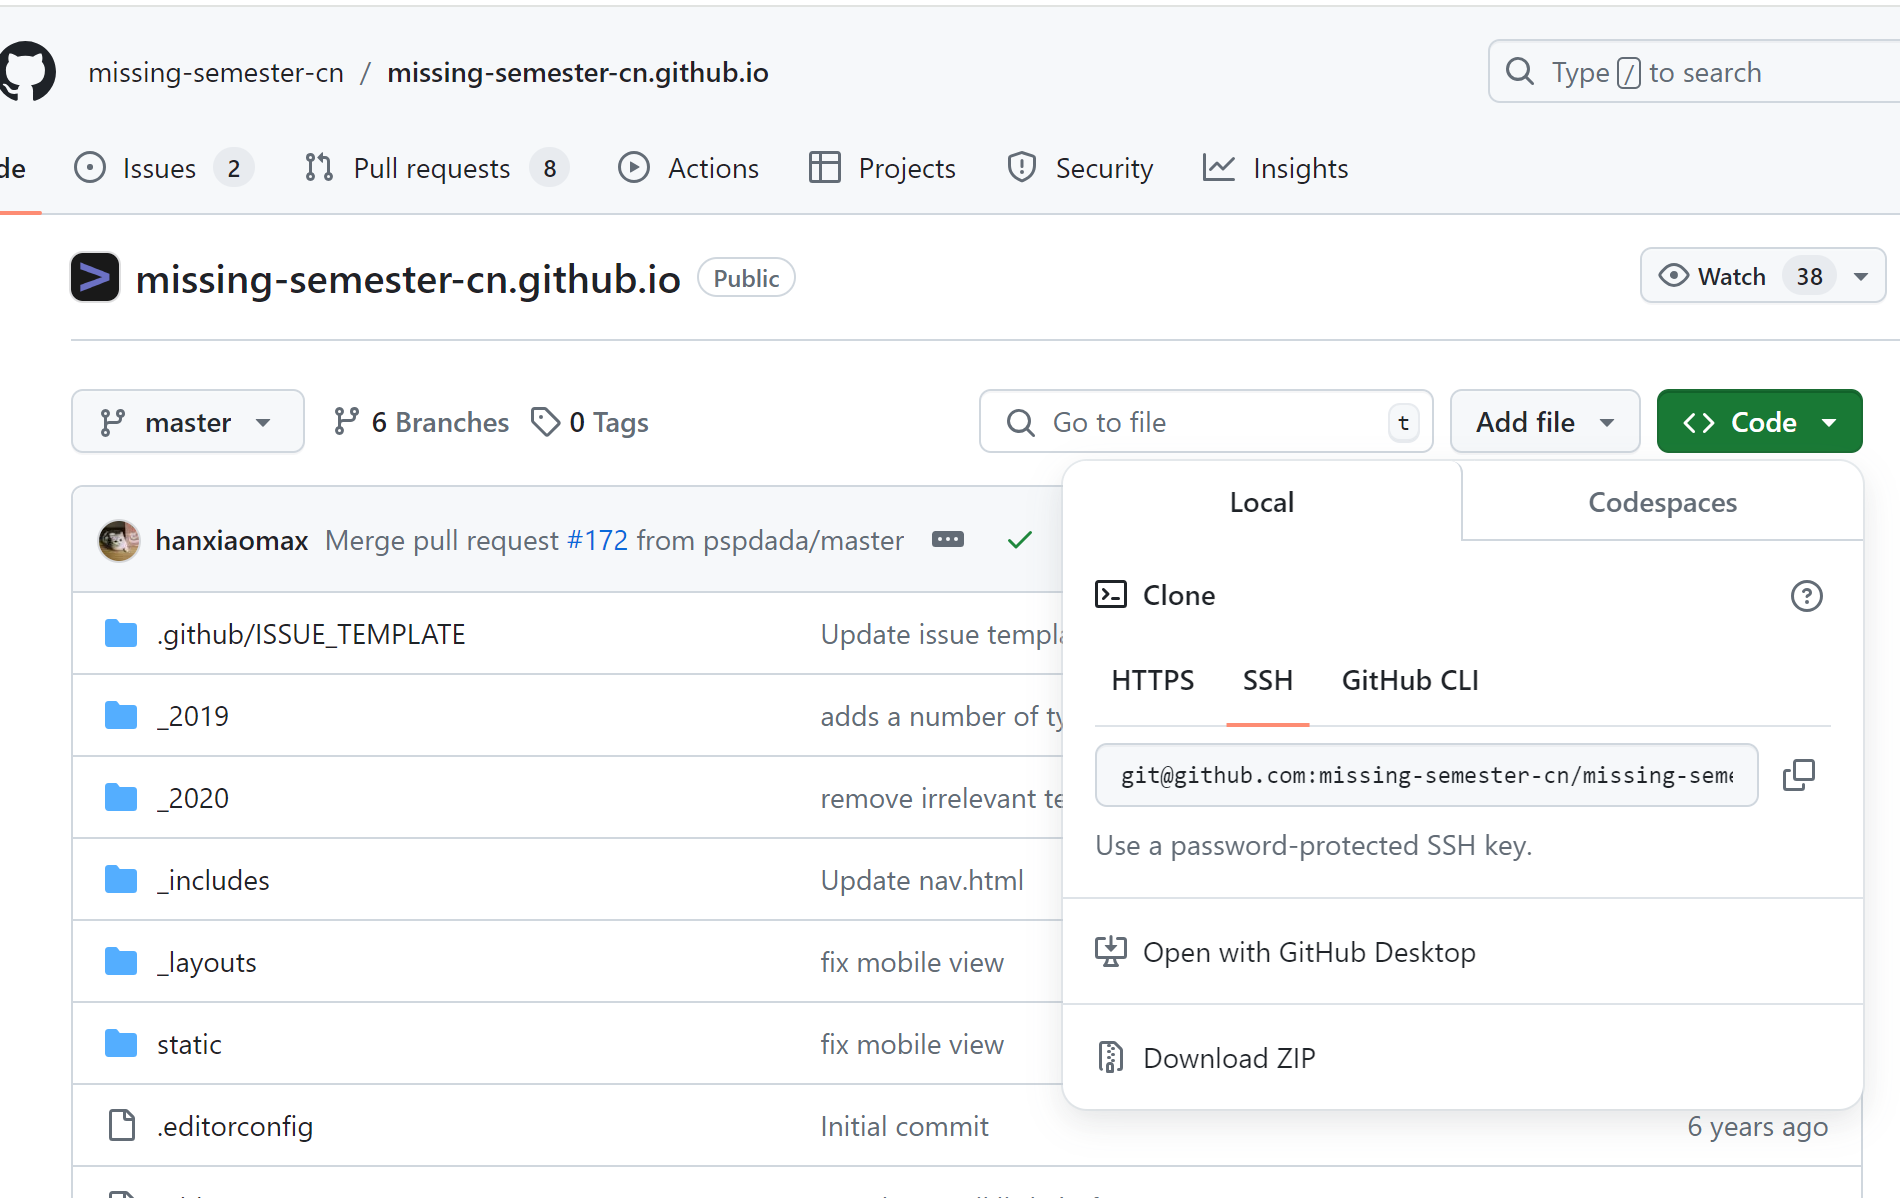 missing-semester-cn / missing-semester-cn.github.io
Type / to search
de
Issues 2
Pull requests 8
Actions
Projects
Security
Insights
missing-semester-cn.github.io Public
Watch 38
master
6 Branches
0 Tags
Go to file t
Add file
Code
hanxiaomax Merge pull request #172 from pspdada/master
.github/ISSUE_TEMPLATE
Update issue templa
_2019
adds a number of ty
_2020
remove irrelevant te
_includes
Update nav.html
_layouts
fix mobile view
static
fix mobile view
.editorconfig
Initial commit
6 years ago
Local
Codespaces
Clone
HTTPS SSH GitHub CLI
git@github.com:missing-semester-cn/missing-seme
Use a password-protected SSH key.
Open with GitHub Desktop
Download ZIP